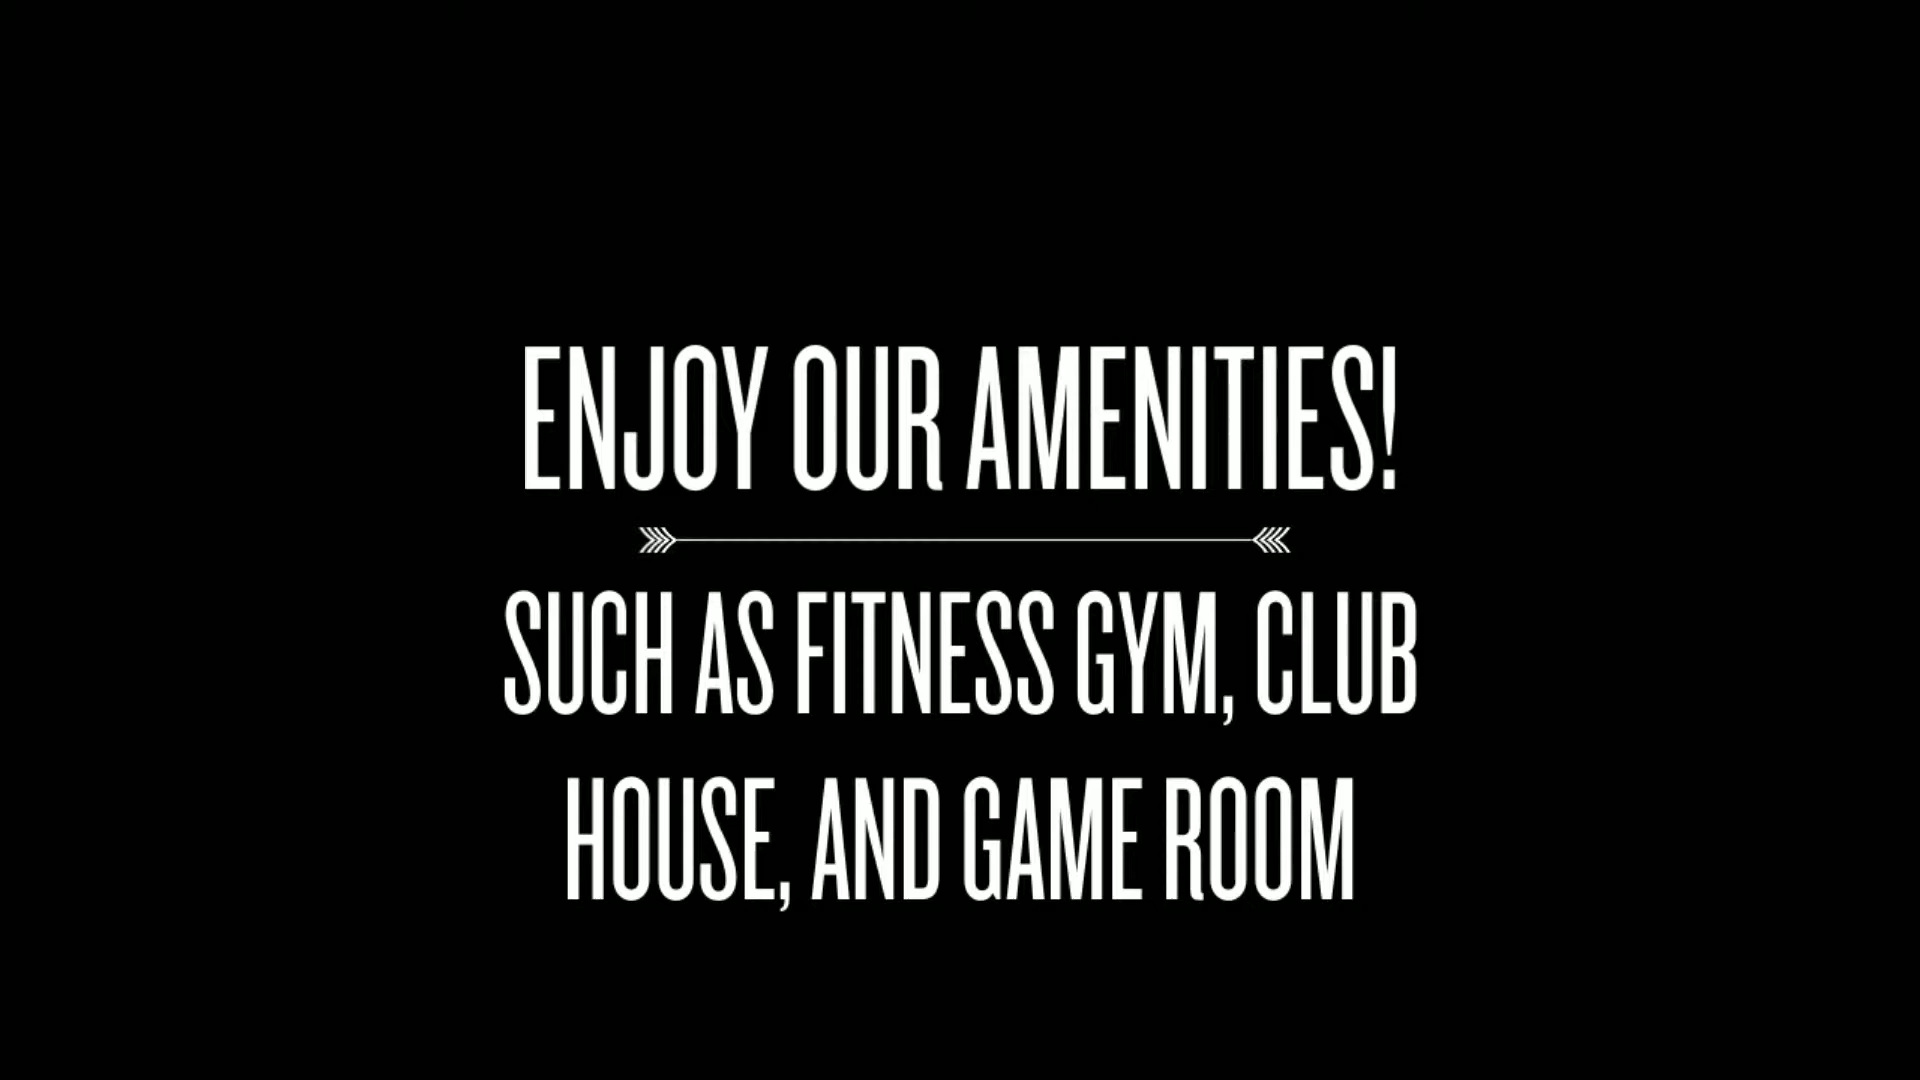 ENJOY OUR AMENITIES!
SUCH AS FITNESS GYM, CLUB
HOUSE, AND GAME ROOM